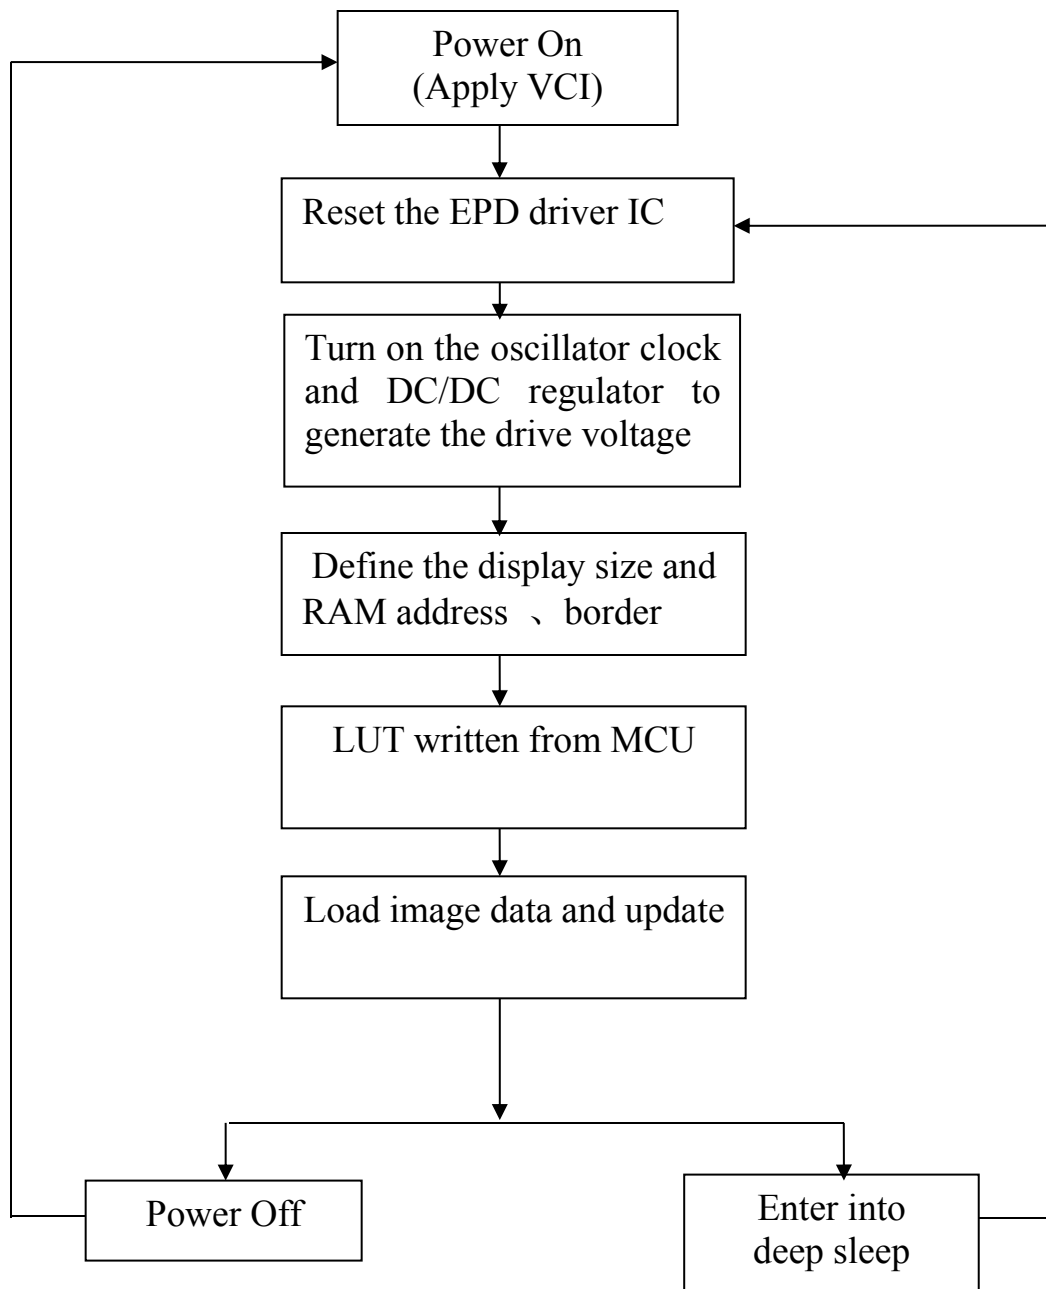 Power On
(Apply VCI)
Reset the EPD driver IC
Turn on the oscillator clock
and DC/DC regulator to
generate the drive voltage
Define the display size and
RAM address 、border
LUT written from MCU
Load image data and update
Power Off
Enter into
deep sleep